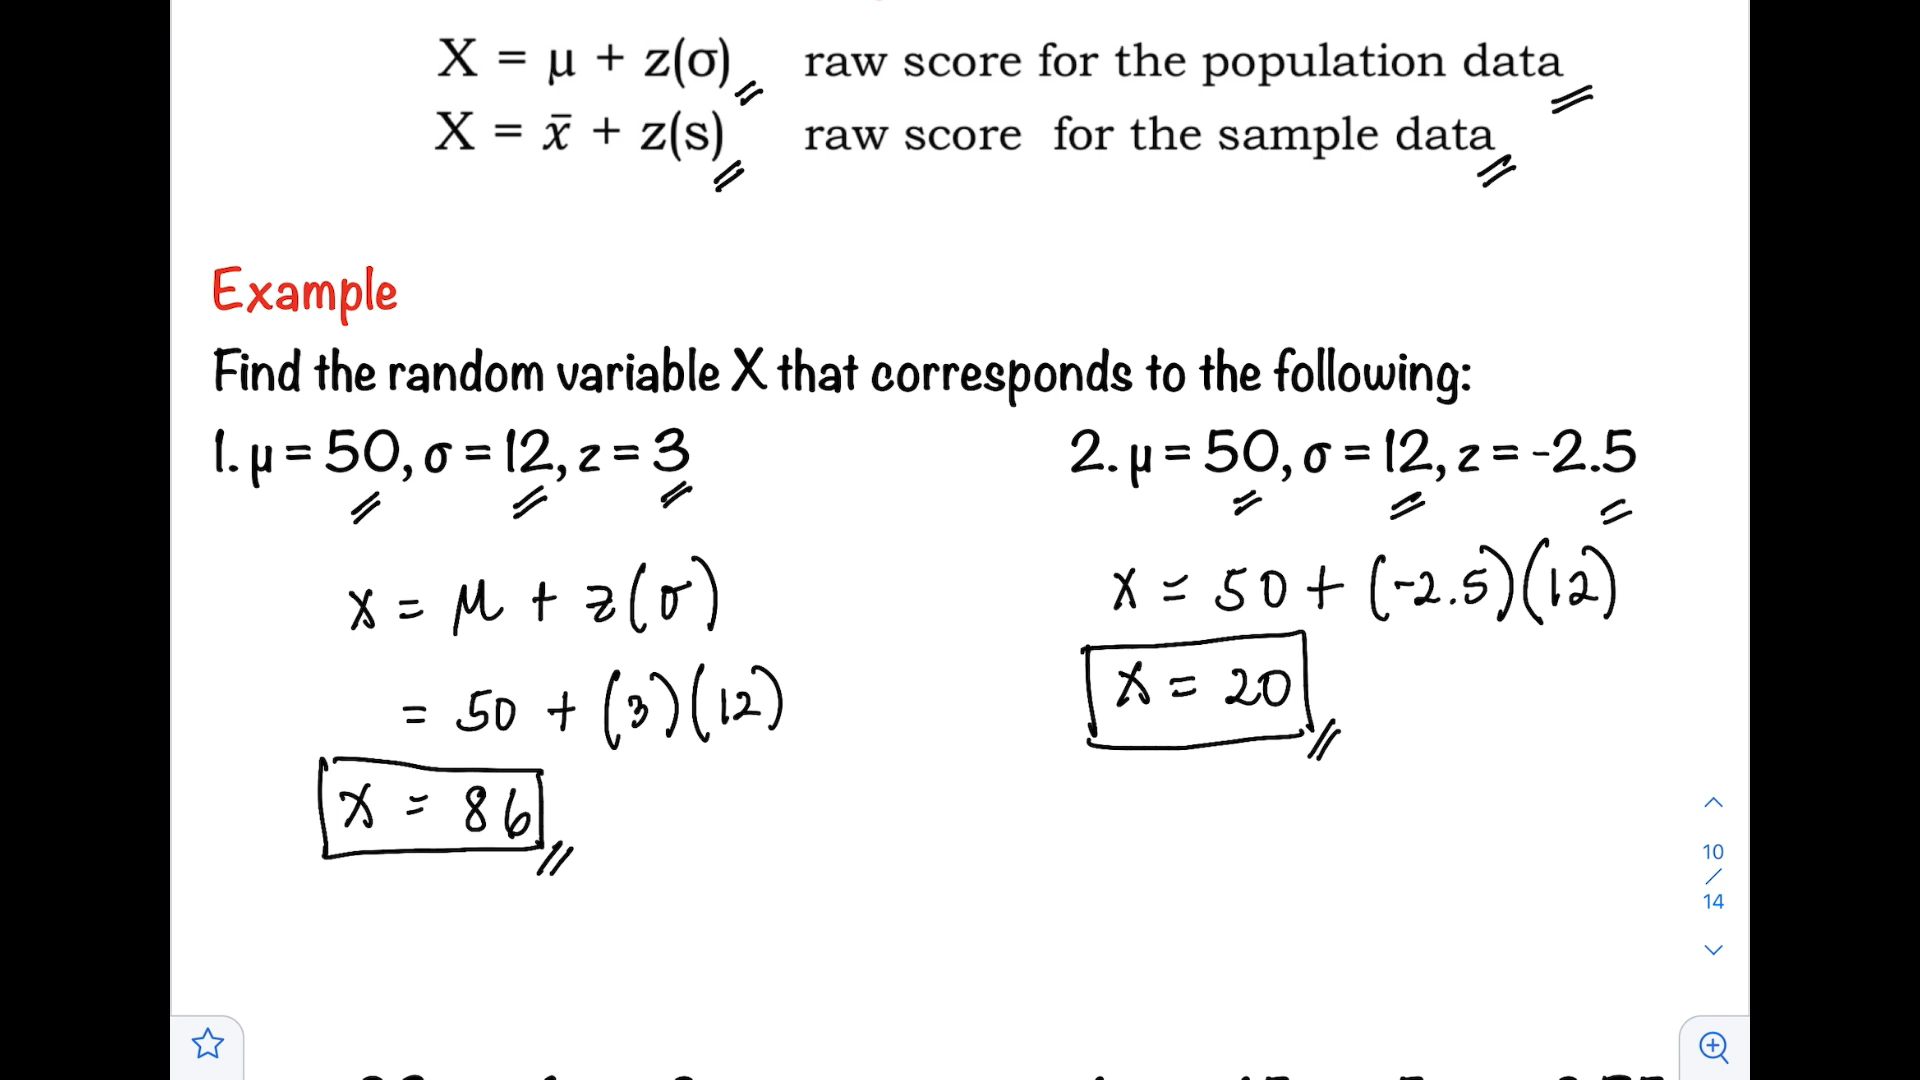 X = μ + z(σ) raw score for the population data
X = x̄ + z(s) raw score for the sample data
Example
Find the random variable X that corresponds to the following:
1. μ = 50, σ = 12, z = 3
x = μ + z(σ)
= 50 + (3)(12)
x = 86
2. μ = 50, σ = 12, z = -2.5
x = 50 + (-2.5)(12)
x = 20
10
/
14